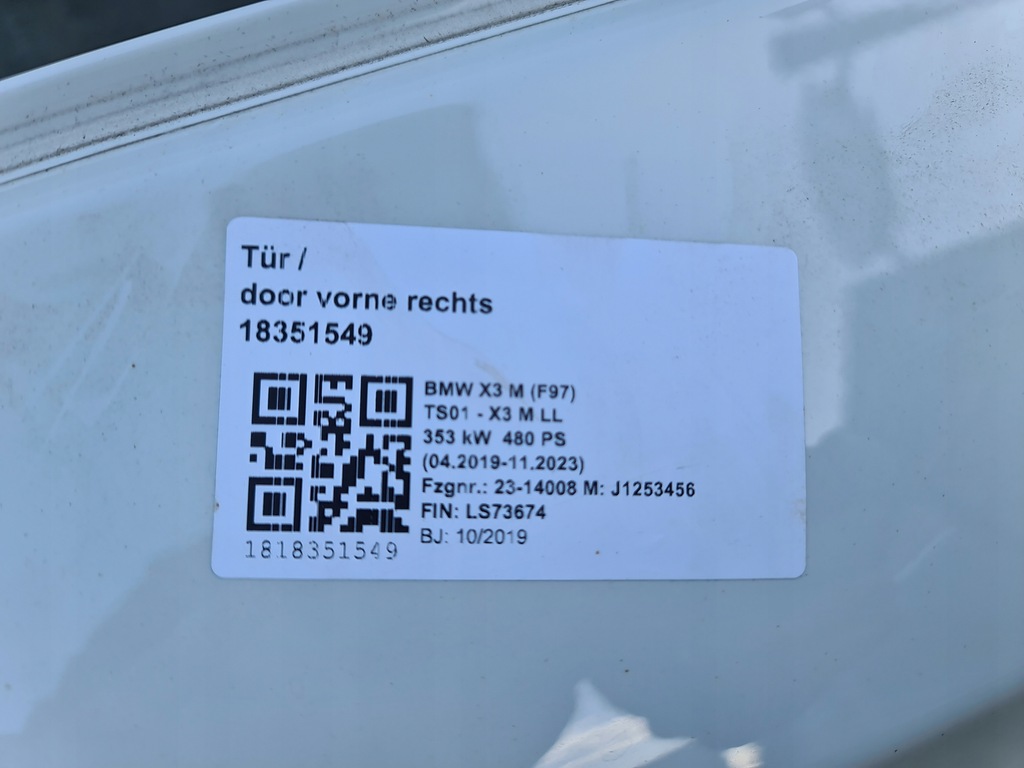 Tür /
door vorne rechts
18351549
BMW X3 M (F97)
TS01 - X3 M LL
353 kW 480 PS
(04.2019-11.2023)
Fzgnr.: 23-14008 M: J1253456
FIN: LS73674
BJ: 10/2019
1818351549